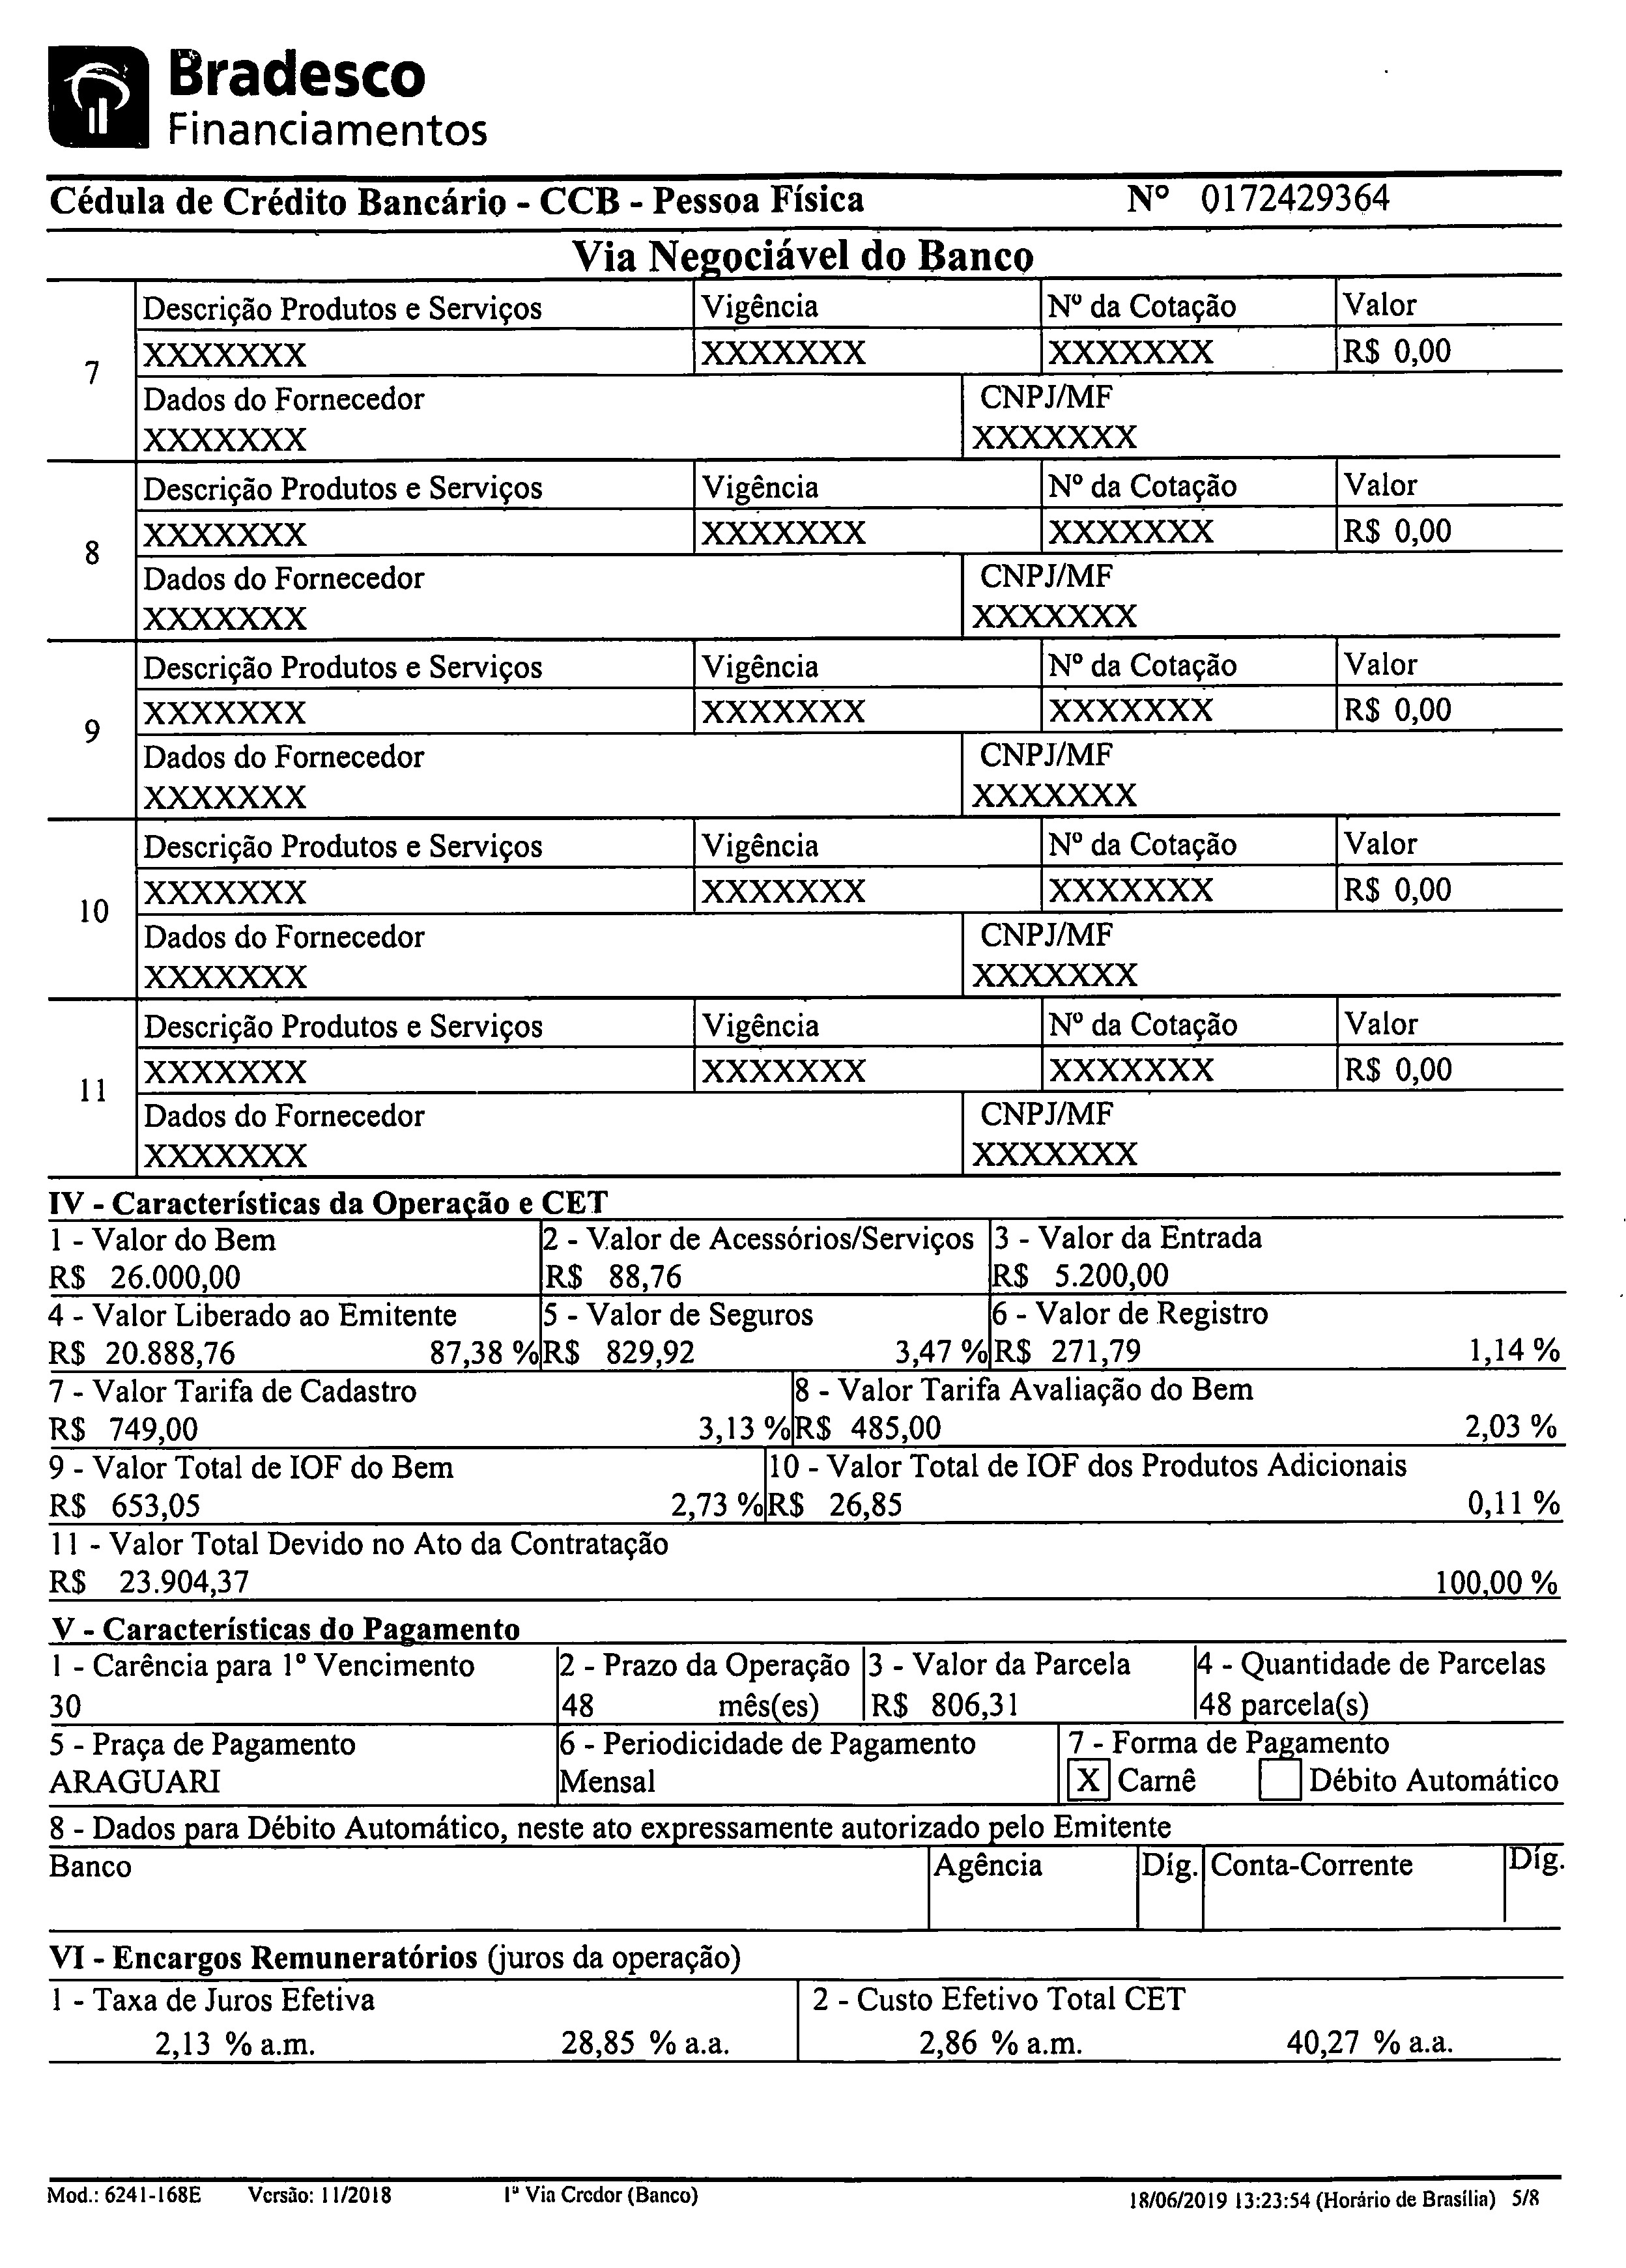 Bradesco
Financiamentos
Cédula de Crédito Bancário - CCB - Pessoa Física Nº 0172429364
Via Negociável do Banco
7
Descrição Produtos e Serviços Vigência Nº da Cotação Valor
XXXXXXX XXXXXXX XXXXXXX R$ 0,00
Dados do Fornecedor CNPJ/MF
XXXXXXX XXXXXXX
8
Descrição Produtos e Serviços Vigência Nº da Cotação Valor
XXXXXXX XXXXXXX XXXXXXX R$ 0,00
Dados do Fornecedor CNPJ/MF
XXXXXXX XXXXXXX
9
Descrição Produtos e Serviços Vigência Nº da Cotação Valor
XXXXXXX XXXXXXX XXXXXXX R$ 0,00
Dados do Fornecedor CNPJ/MF
XXXXXXX XXXXXXX
10
Descrição Produtos e Serviços Vigência Nº da Cotação Valor
XXXXXXX XXXXXXX XXXXXXX R$ 0,00
Dados do Fornecedor CNPJ/MF
XXXXXXX XXXXXXX
11
Descrição Produtos e Serviços Vigência Nº da Cotação Valor
XXXXXXX XXXXXXX XXXXXXX R$ 0,00
Dados do Fornecedor CNPJ/MF
XXXXXXX XXXXXXX
IV - Características da Operação e CET
1 - Valor do Bem 2 - Valor de Acessórios/Serviços 3 - Valor da Entrada
R$ 26.000,00 R$ 88,76 R$ 5.200,00
4 - Valor Liberado ao Emitente 5 - Valor de Seguros 6 - Valor de Registro
R$ 20.888,76 87,38 % R$ 829,92 3,47 % R$ 271,79 1,14 %
7 - Valor Tarifa de Cadastro 8 - Valor Tarifa Avaliação do Bem
R$ 749,00 3,13 % R$ 485,00 2,03 %
9 - Valor Total de IOF do Bem 10 - Valor Total de IOF dos Produtos Adicionais
R$ 653,05 2,73 % R$ 26,85 0,11 %
11 - Valor Total Devido no Ato da Contratação
R$ 23.904,37 100,00 %
V - Características do Pagamento
1 - Carência para 1º Vencimento 2 - Prazo da Operação 3 - Valor da Parcela 4 - Quantidade de Parcelas
30 48 mês(es) R$ 806,31 48 parcela(s)
5 - Praça de Pagamento 6 - Periodicidade de Pagamento 7 - Forma de Pagamento
ARAGUARI Mensal X Carnê Débito Automático
8 - Dados para Débito Automático, neste ato expressamente autorizado pelo Emitente
Banco Agência Díg. Conta-Corrente Díg.
VI - Encargos Remuneratórios (juros da operação)
1 - Taxa de Juros Efetiva 2 - Custo Efetivo Total CET
2,13 % a.m. 28,85 % a.a. 2,86 % a.m. 40,27 % a.a.
Mod.: 6241-168E Versão: 11/2018 1ª Via Credor (Banco) 18/06/2019 13:23:54 (Horário de Brasília) 5/8